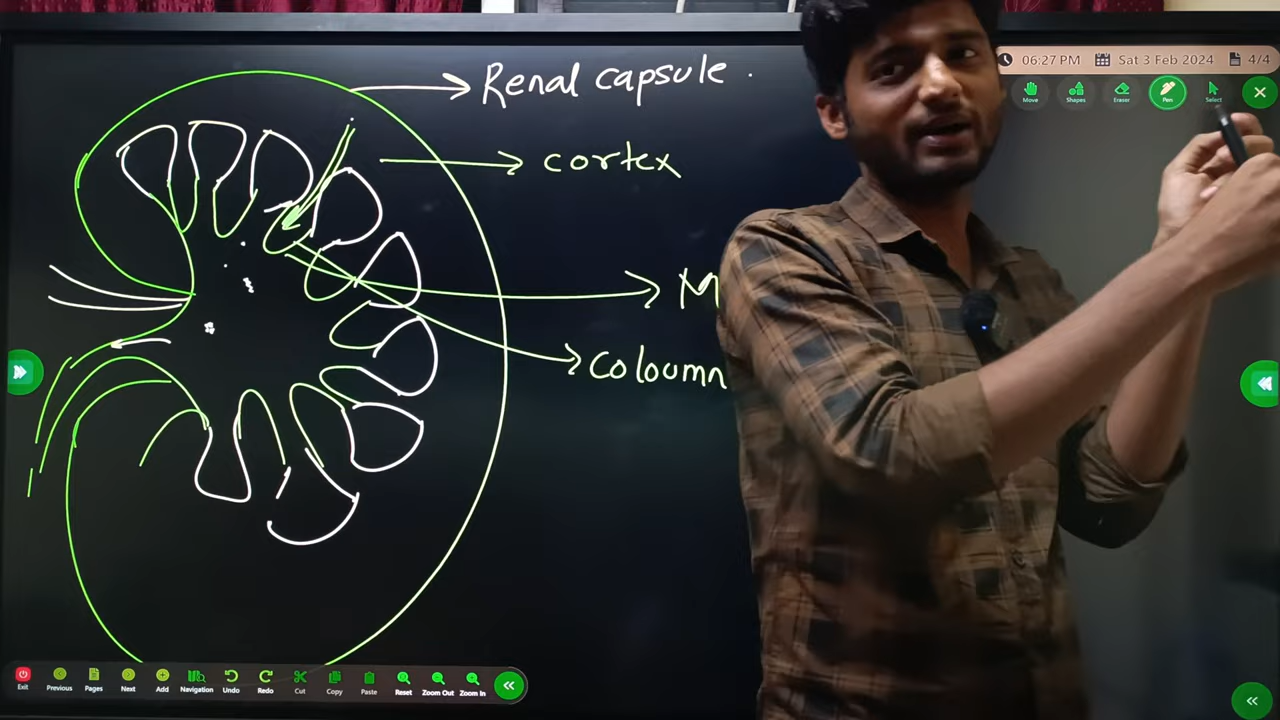 Renal capsule.
06:27 PM Sat 3 Feb 2024 4/4
Move Shapes Eraser Pen Select
cortex
M
Coloumn
Exit Previous Pages Next Add Navigation Undo Redo Cut Copy Paste Reset Zoom Out Zoom In